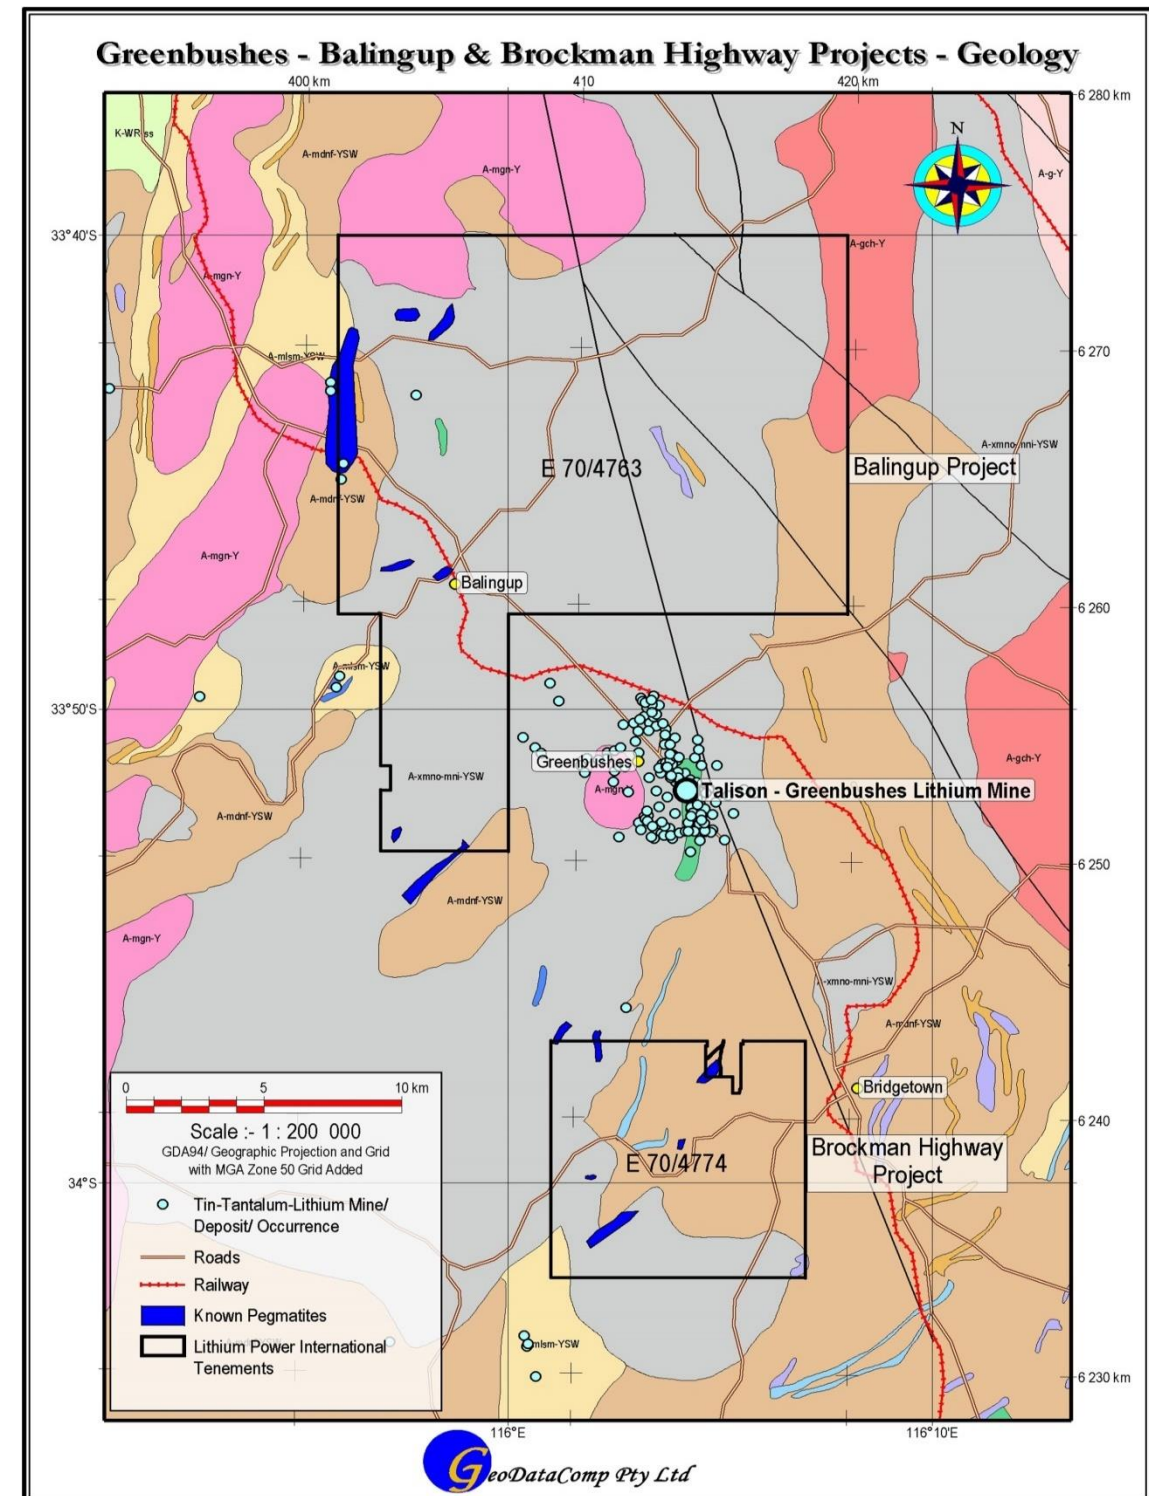 Greenbushes - Balingup & Brockman Highway Projects - Geology
400 km
410
420 km
6 280 km
K-WR ss
A-mdnf-YSW
A-mgn-Y
N
A-g-Y
33°40'S
A-gch-Y
A-mgn-Y
A-mlsm-YSW
6 270
A-xmno-mni-YSW
E 70/4763
Balingup Project
A-mdnf-YSW
A-mgn-Y
Balingup
6 260
A-mlsm-YSW
33°50'S
Greenbushes
A-gch-Y
A-xmno-mni-YSW
A-mgn-Y
Talison - Greenbushes Lithium Mine
A-mdnf-YSW
6 250
A-mdnf-YSW
A-mgn-Y
A-xmno-mni-YSW
A-mdnf-YSW
Bridgetown
0
5
10 km
Scale :- 1 : 200 000
GDA94/ Geographic Projection and Grid
with MGA Zone 50 Grid Added
6 240
E 70/4774
Brockman Highway
Project
34°S
Tin-Tantalum-Lithium Mine/
Deposit/ Occurrence
Roads
Railway
Known Pegmatites
Lithium Power International
Tenements
mlsm-YSW
6 230 km
116°E
116°10'E
GeoDataComp Pty Ltd